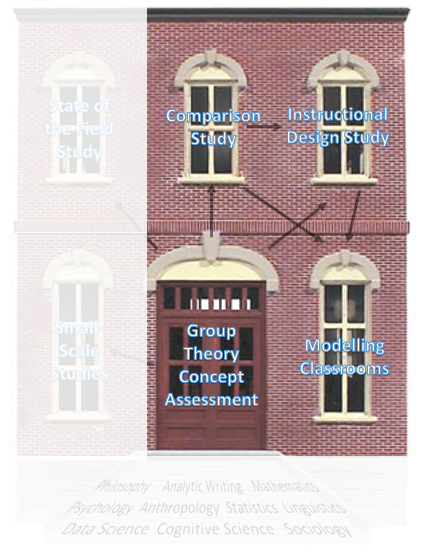 State of
the Field
Study
Comparison
Study
Instructional
Design Study
Small
Scale
Studies
Group
Theory
Concept
Assessment
Modelling
Classrooms
Philosophy Analytic Writing Mathematics
Psychology Anthropology Statistics Linguistics
Data Science Cognitive Science Sociology